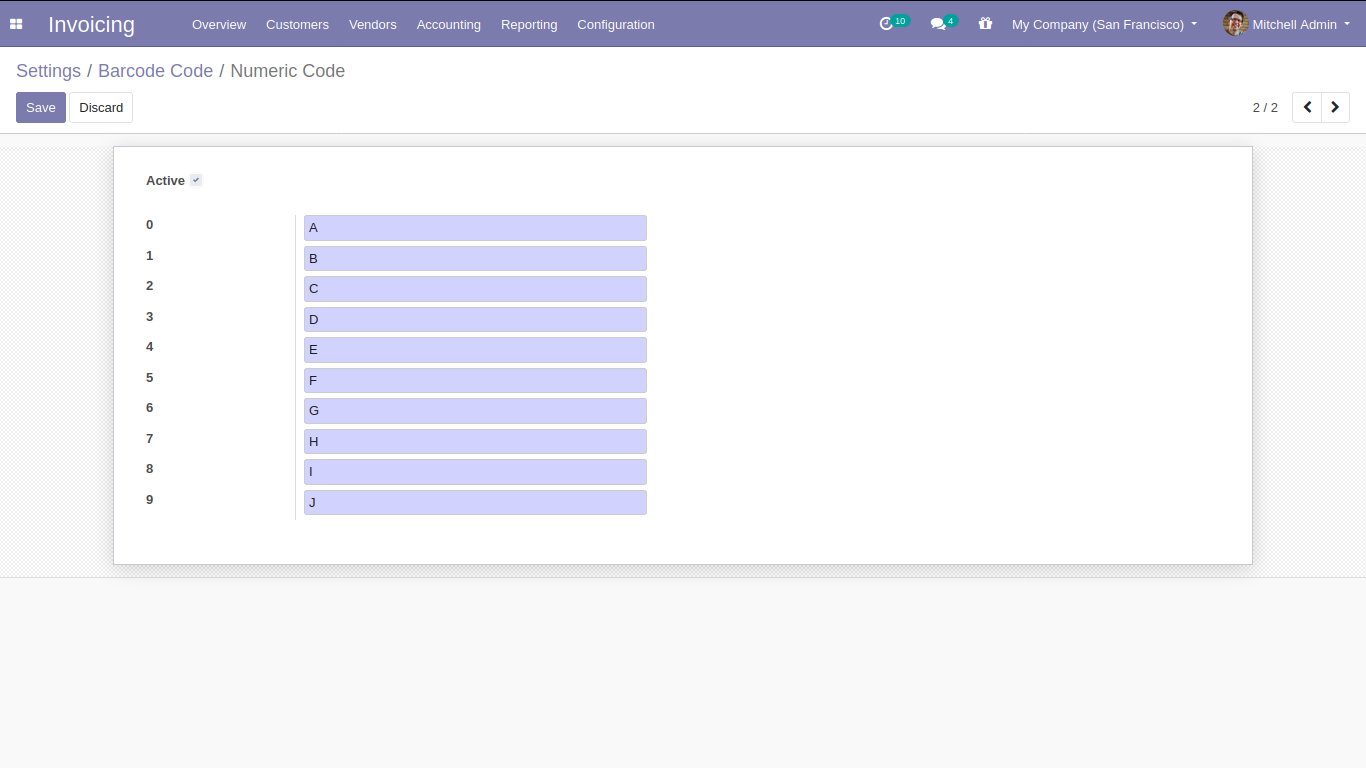 Invoicing Overview Customers Vendors Accounting Reporting Configuration 10 4 My Company (San Francisco) Mitchell Admin
Settings / Barcode Code / Numeric Code
Save Discard 2 / 2
Active
0 A
1 B
2 C
3 D
4 E
5 F
6 G
7 H
8 I
9 J